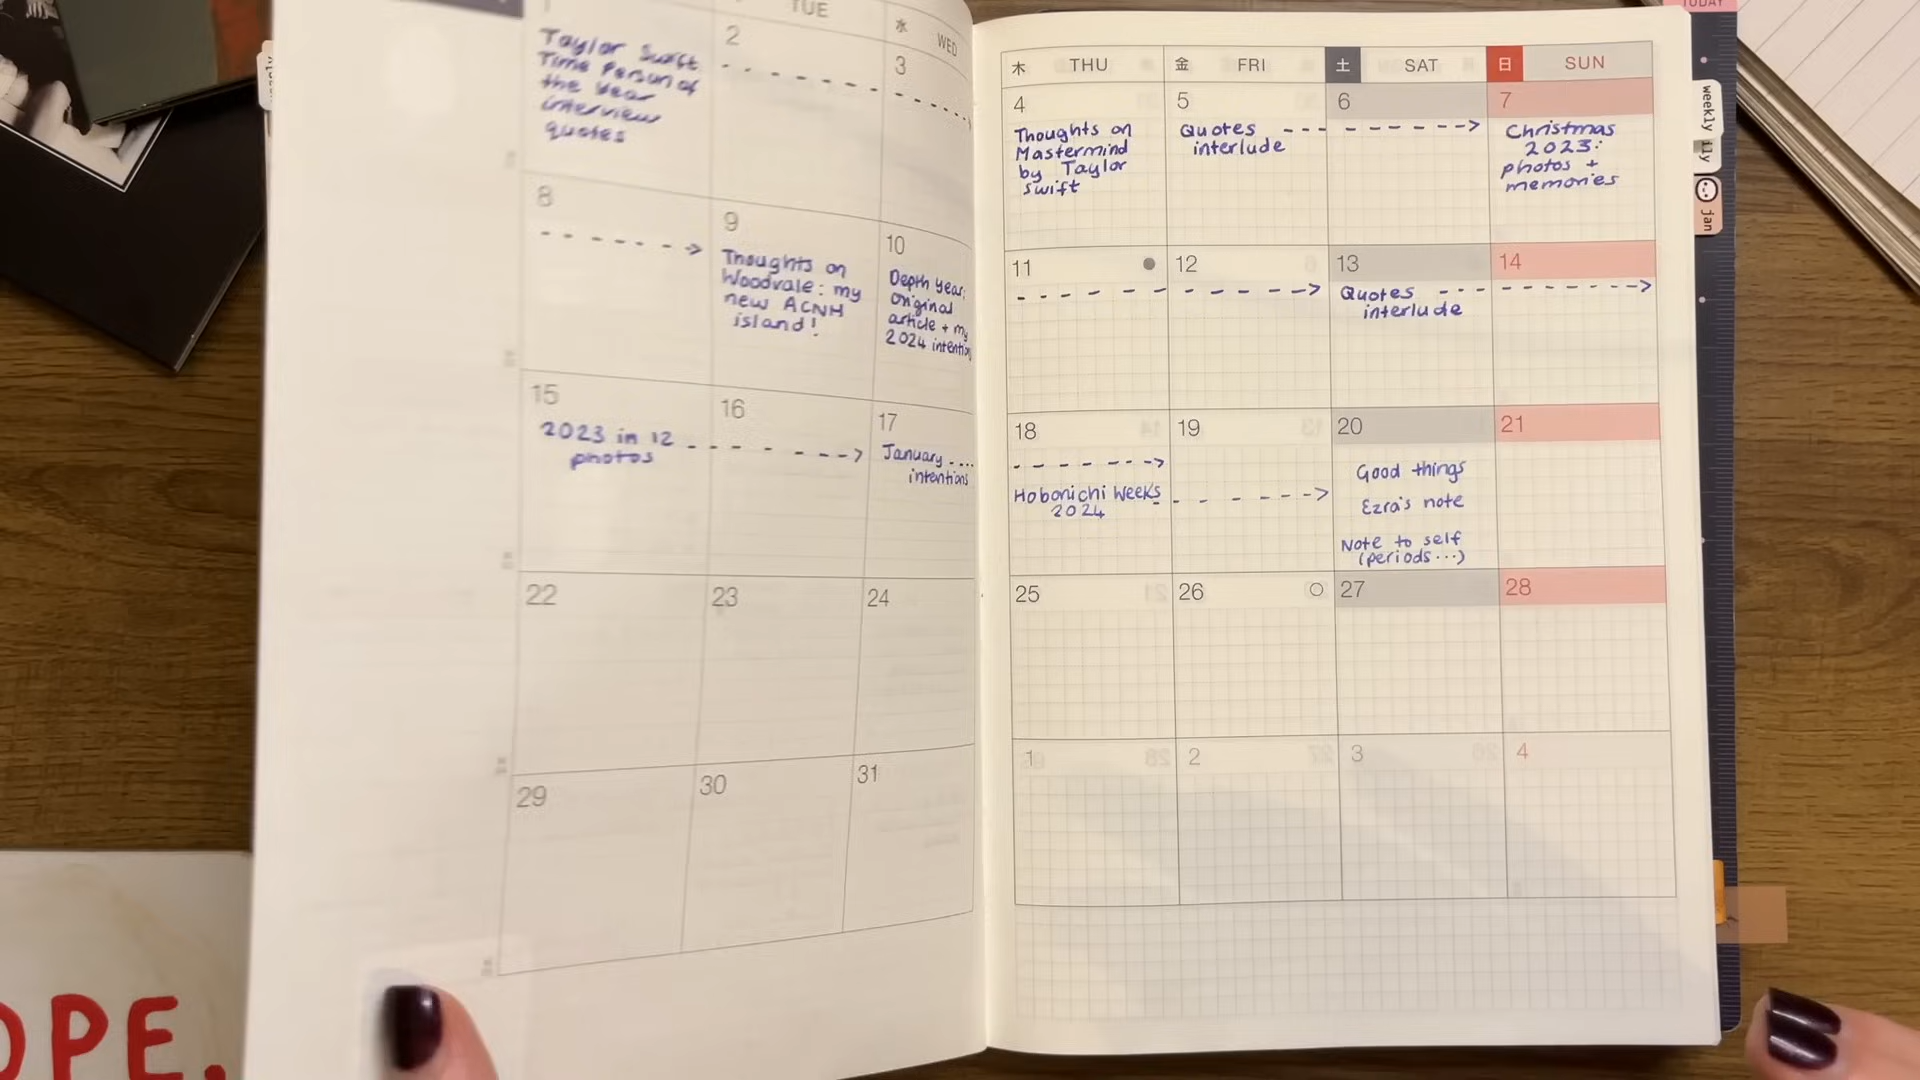 TUE
水 WED
木 THU
金 FRI
土 SAT
日 SUN
TODAY
1
Taylor Swift
Time Person of
the Year
interview
quotes
2
3
4
Thoughts on
Mastermind
by Taylor
Swift
5
Quotes
interlude
6
7
Christmas
2023:
photos +
memories
8
9
Thoughts on
Woodvale: my
new ACNH
island!
10
Depth Year:
original
article + my
2024 intentio
11
12
13
Quotes
interlude
14
15
2023 in 12
photos
16
17
January
intentions
18
Hobonichi Weeks
2024
19
20
Good things
Ezra's note
Note to self
(periods...)
21
22
23
24
25
26
27
28
29
30
31
1
2
3
4
weekly
ily
jan
OPE.